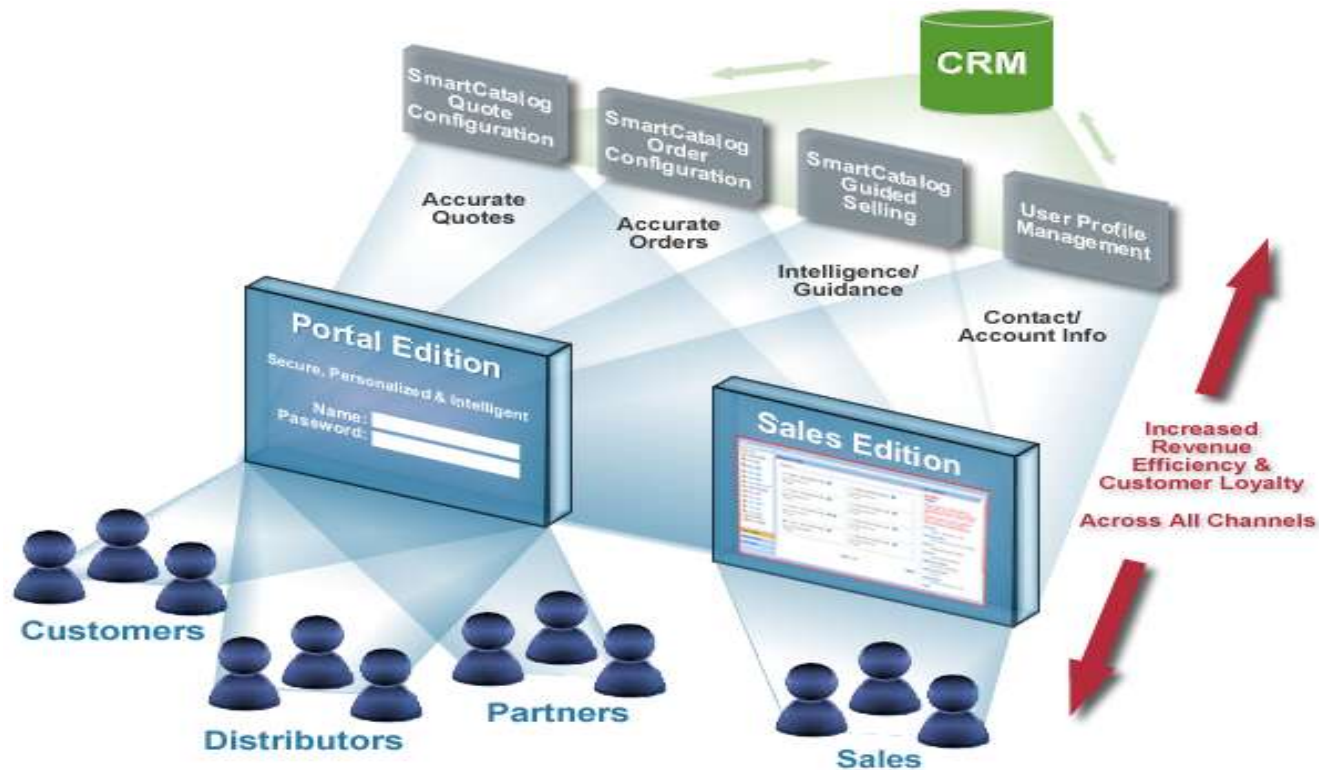 CRM
SmartCatalog
Quote
Configuration
SmartCatalog
Order
Configuration
SmartCatalog
Guided
Selling
User Profile
Management
Accurate
Quotes
Accurate
Orders
Intelligence/
Guidance
Contact/
Account Info
Portal Edition
Secure, Personalized & Intelligent
Name:
Password:
Sales Edition
Increased
Revenue
Efficiency &
Customer Loyalty
Across All Channels
Customers
Distributors
Partners
Sales